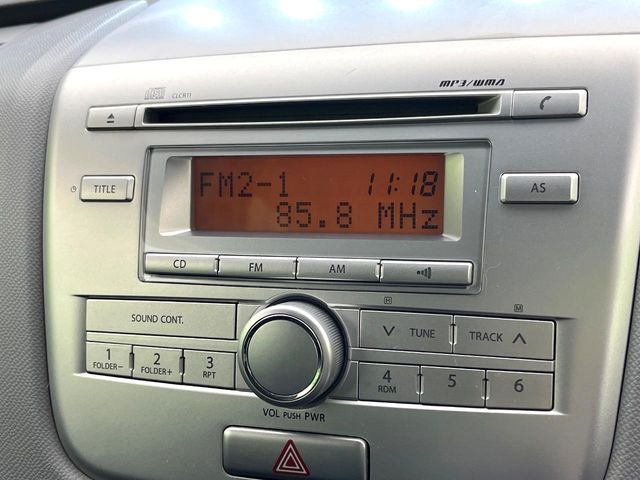 CLCR11
MP3/WMA
TITLE
FM2-1 11:18
85.8 MHz
AS
CD FM AM
SOUND CONT.
H
M
TUNE TRACK
1 FOLDER-
2 FOLDER+
3 RPT
4 RDM
5
6
VOL PUSH PWR